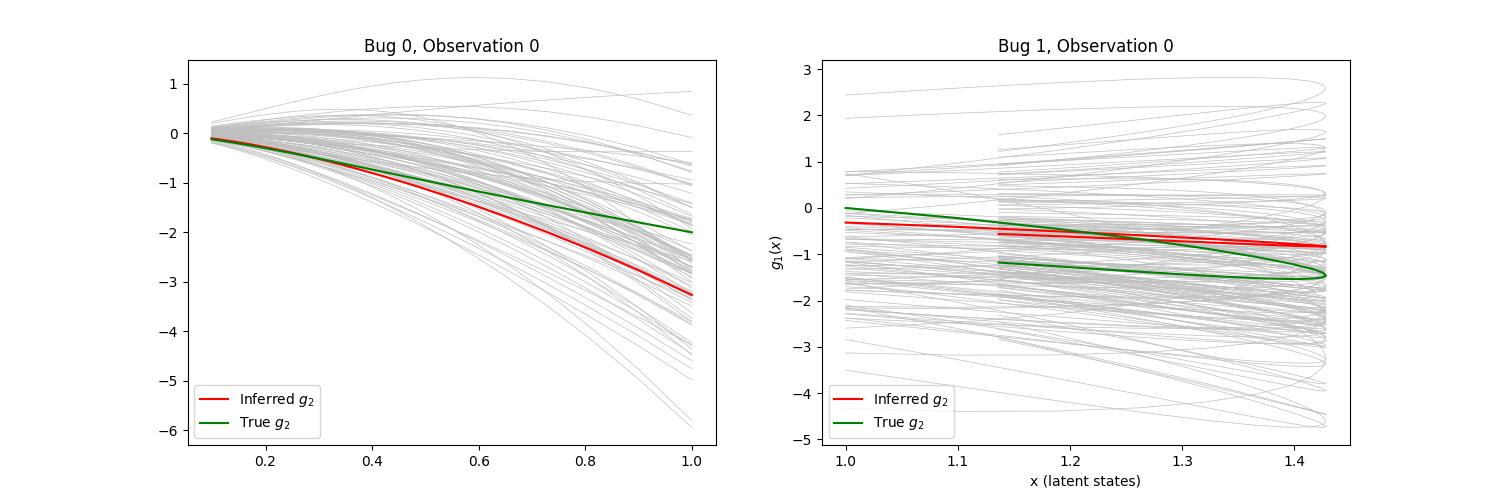 Bug 0, Observation 0
1
0
−1
−2
−3
−4
−5
−6
Inferred g₂
True g₂
0.2 0.4 0.6 0.8 1.0
Bug 1, Observation 0
g₁(x)
3
2
1
0
−1
−2
−3
−4
−5
Inferred g₂
True g₂
1.0 1.1 1.2 1.3 1.4
x (latent states)